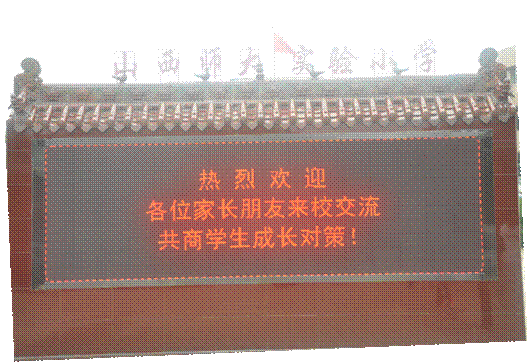 山西师大实验小学
热烈欢迎
各位家长朋友来校交流
共商学生成长对策！